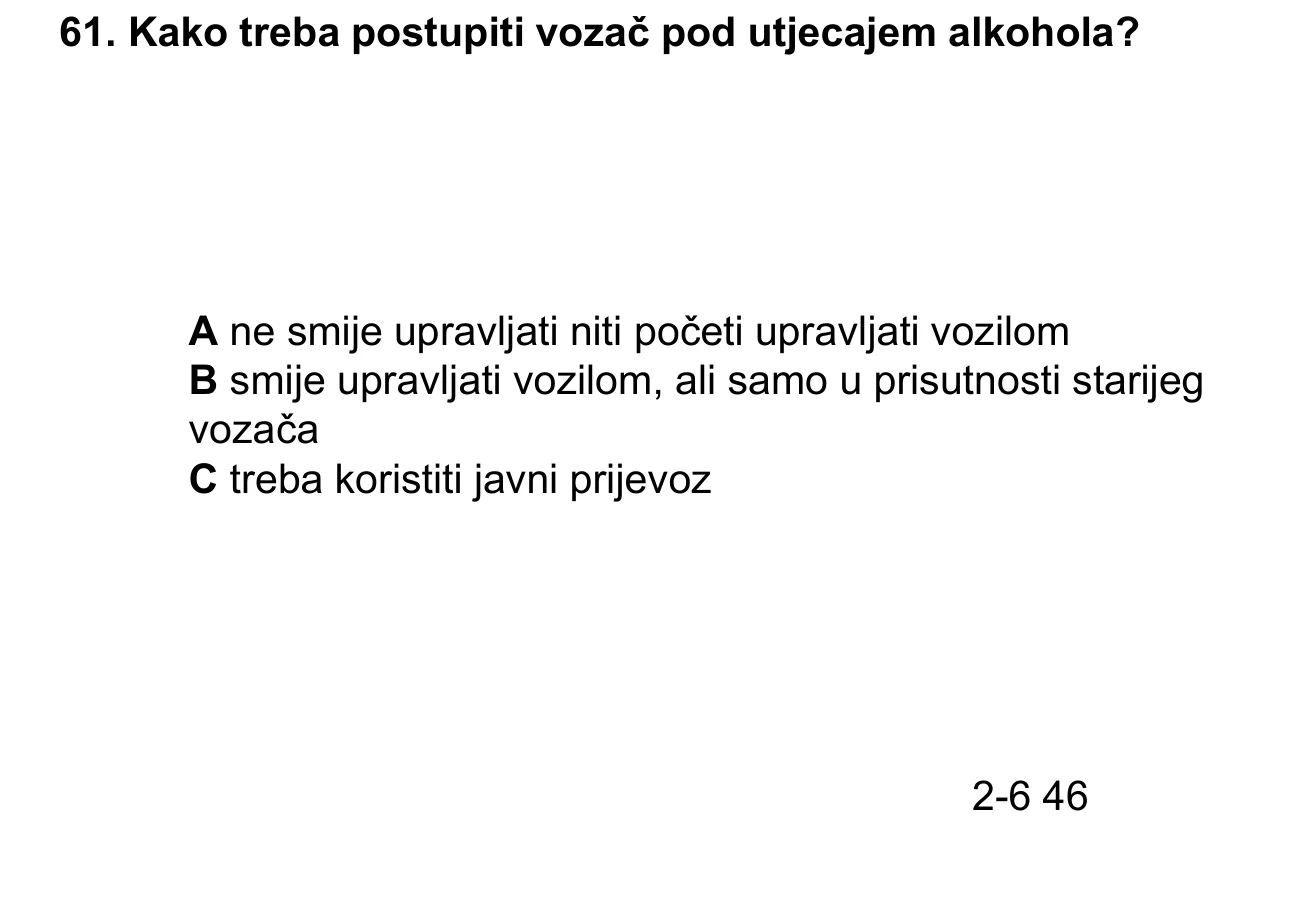 61. Kako treba postupiti vozač pod utjecajem alkohola?
A ne smije upravljati niti početi upravljati vozilom
B smije upravljati vozilom, ali samo u prisutnosti starijeg
vozača
C treba koristiti javni prijevoz
2-6 46